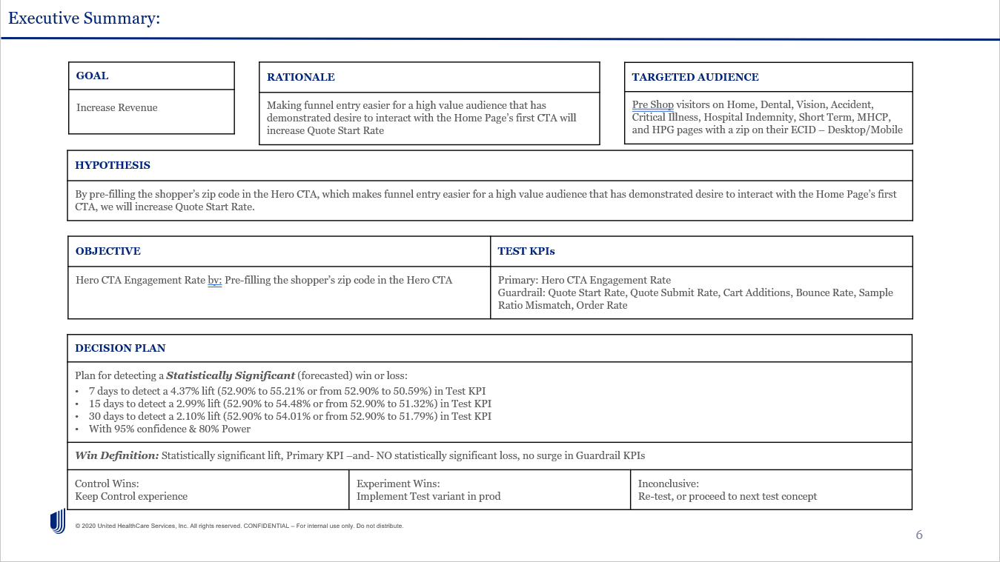 Executive Summary:
GOAL
Increase Revenue
RATIONALE
Making funnel entry easier for a high value audience that has
demonstrated desire to interact with the Home Page’s first CTA will
increase Quote Start Rate
TARGETED AUDIENCE
Pre Shop visitors on Home, Dental, Vision, Accident,
Critical Illness, Hospital Indemnity, Short Term, MHCP,
and HPG pages with a zip on their ECID – Desktop/Mobile
HYPOTHESIS
By pre-filling the shopper’s zip code in the Hero CTA, which makes funnel entry easier for a high value audience that has demonstrated desire to interact with the Home Page’s first
CTA, we will increase Quote Start Rate.
OBJECTIVE
Hero CTA Engagement Rate by: Pre-filling the shopper’s zip code in the Hero CTA
TEST KPIs
Primary: Hero CTA Engagement Rate
Guardrail: Quote Start Rate, Quote Submit Rate, Cart Additions, Bounce Rate, Sample
Ratio Mismatch, Order Rate
DECISION PLAN
Plan for detecting a Statistically Significant (forecasted) win or loss:
• 7 days to detect a 4.37% lift (52.90% to 55.21% or from 52.90% to 50.59%) in Test KPI
• 15 days to detect a 2.99% lift (52.90% to 54.48% or from 52.90% to 51.32%) in Test KPI
• 30 days to detect a 2.10% lift (52.90% to 54.01% or from 52.90% to 51.79%) in Test KPI
• With 95% confidence & 80% Power
Win Definition: Statistically significant lift, Primary KPI –and- NO statistically significant loss, no surge in Guardrail KPIs
Control Wins:
Keep Control experience
Experiment Wins:
Implement Test variant in prod
Inconclusive:
Re-test, or proceed to next test concept
© 2020 United HealthCare Services, Inc. All rights reserved. CONFIDENTIAL – For internal use only. Do not distribute.
6